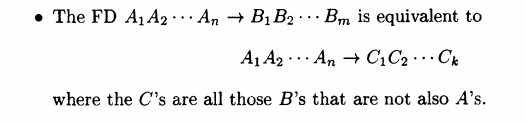 • The FD A₁A₂ ··· Aₙ → B₁B₂ ··· Bₘ is equivalent to
A₁A₂ ··· Aₙ → C₁C₂ ··· Cₖ
where the C's are all those B's that are not also A's.